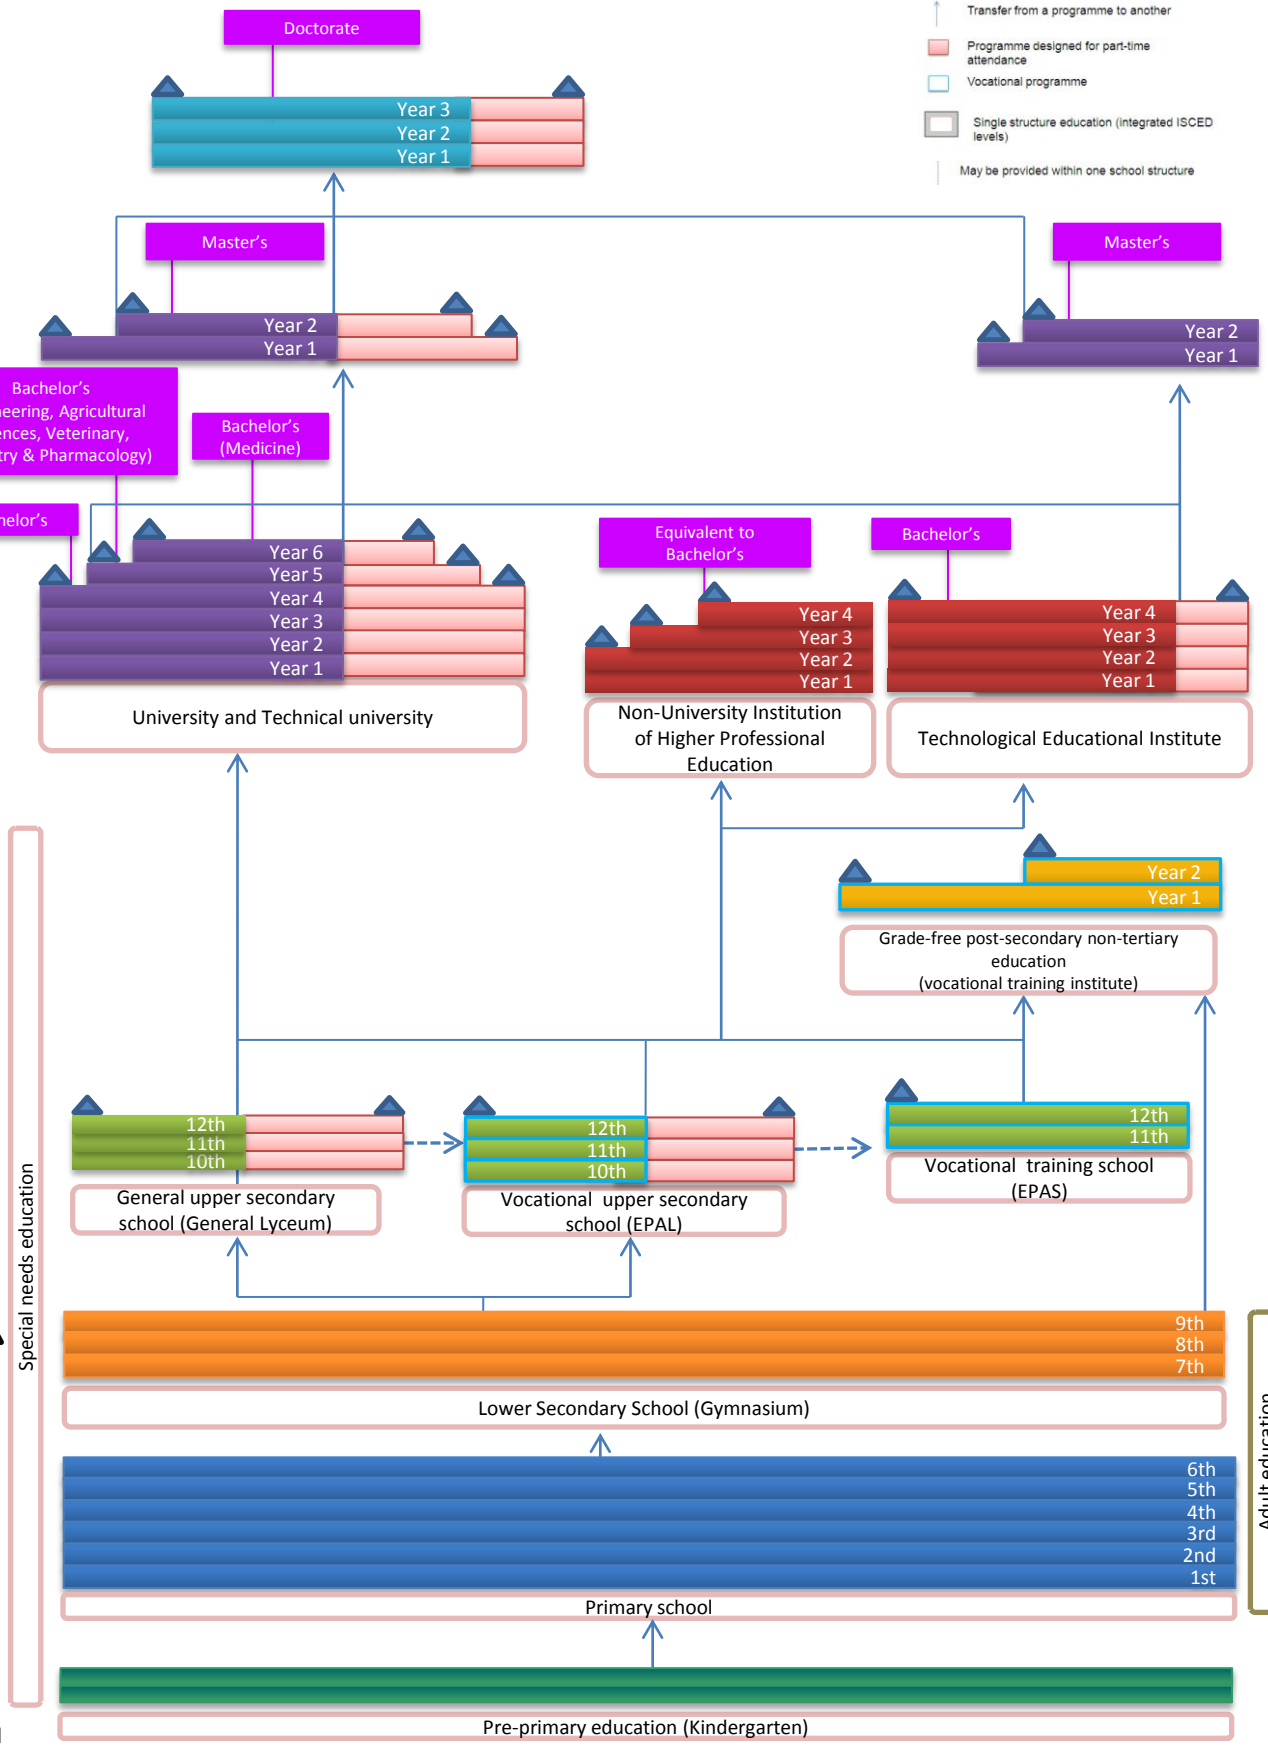 Transfer from a programme to another
Programme designed for part-time
attendance
Vocational programme
Single structure education (integrated ISCED
levels)
May be provided within one school structure
Doctorate
Year 3
Year 2
Year 1
Master's
Year 2
Year 1
Master's
Year 2
Year 1
Bachelor's
Agricultural
Veterinary,
& Pharmacology)
Bachelor's
(Medicine)
Year 6
Year 5
Year 4
Year 3
Year 2
Year 1
University and Technical university
Equivalent to
Bachelor's
Year 4
Year 3
Year 2
Year 1
Non-University Institution
of Higher Professional
Education
Bachelor's
Year 4
Year 3
Year 2
Year 1
Technological Educational Institute
Year 2
Year 1
Grade-free post-secondary non-tertiary
education
(vocational training institute)
12th
11th
10th
General upper secondary
school (General Lyceum)
12th
11th
10th
Vocational upper secondary
school (EPAL)
12th
11th
Vocational training school
(EPAS)
Special needs education
9th
8th
7th
Lower Secondary School (Gymnasium)
Adult education
6th
5th
4th
3rd
2nd
1st
Primary school
Pre-primary education (Kindergarten)